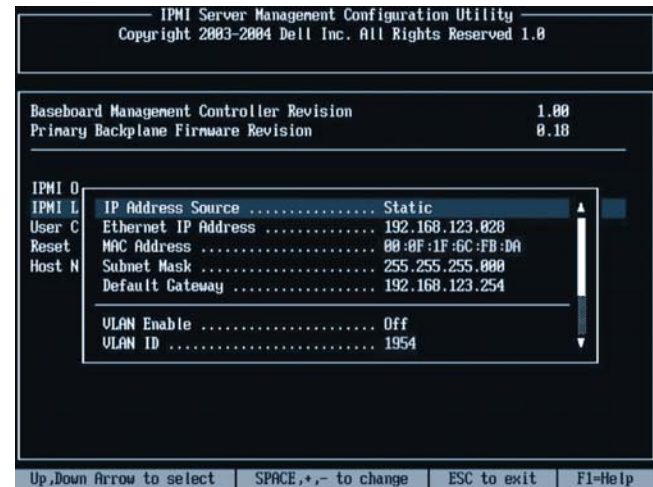 IPMI Server Management Configuration Utility
Copyright 2003-2004 Dell Inc. All Rights Reserved 1.0
Baseboard Management Controller Revision 1.00
Primary Backplane Firmware Revision 0.18
IPMI O
IPMI L IP Address Source ................ Static
User C Ethernet IP Address .............. 192.168.123.028
Reset MAC Address ...................... 00:0F:1F:6C:FB:DA
Host N Subnet Mask ...................... 255.255.255.000
Default Gateway .................. 192.168.123.254
VLAN Enable ...................... Off
VLAN ID .......................... 1954
Up,Down Arrow to select SPACE,+,- to change ESC to exit F1=Help